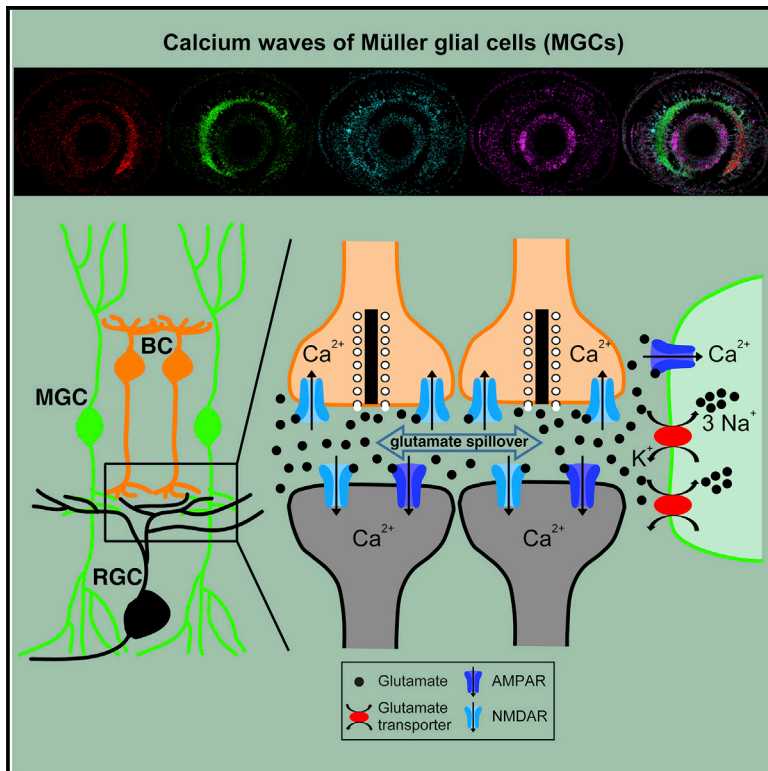 Calcium waves of Müller glial cells (MGCs)
BC
MGC
RGC
Ca²⁺
Ca²⁺
Ca²⁺
3 Na⁺
K⁺
glutamate spillover
Ca²⁺
Ca²⁺
Glutamate
AMPAR
Glutamate
transporter
NMDAR